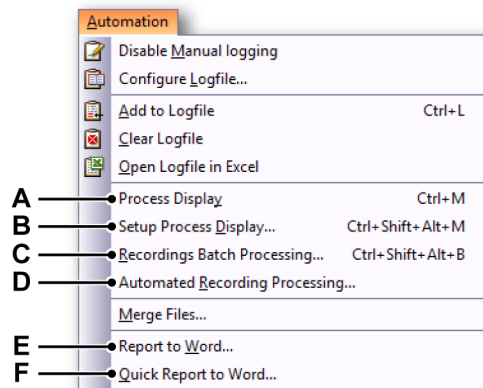 Automation
Disable Manual logging
Configure Logfile...
Add to Logfile Ctrl+L
Clear Logfile
Open Logfile in Excel
A Process Display Ctrl+M
B Setup Process Display... Ctrl+Shift+Alt+M
C Recordings Batch Processing... Ctrl+Shift+Alt+B
D Automated Recording Processing...
Merge Files...
E Report to Word...
F Quick Report to Word...